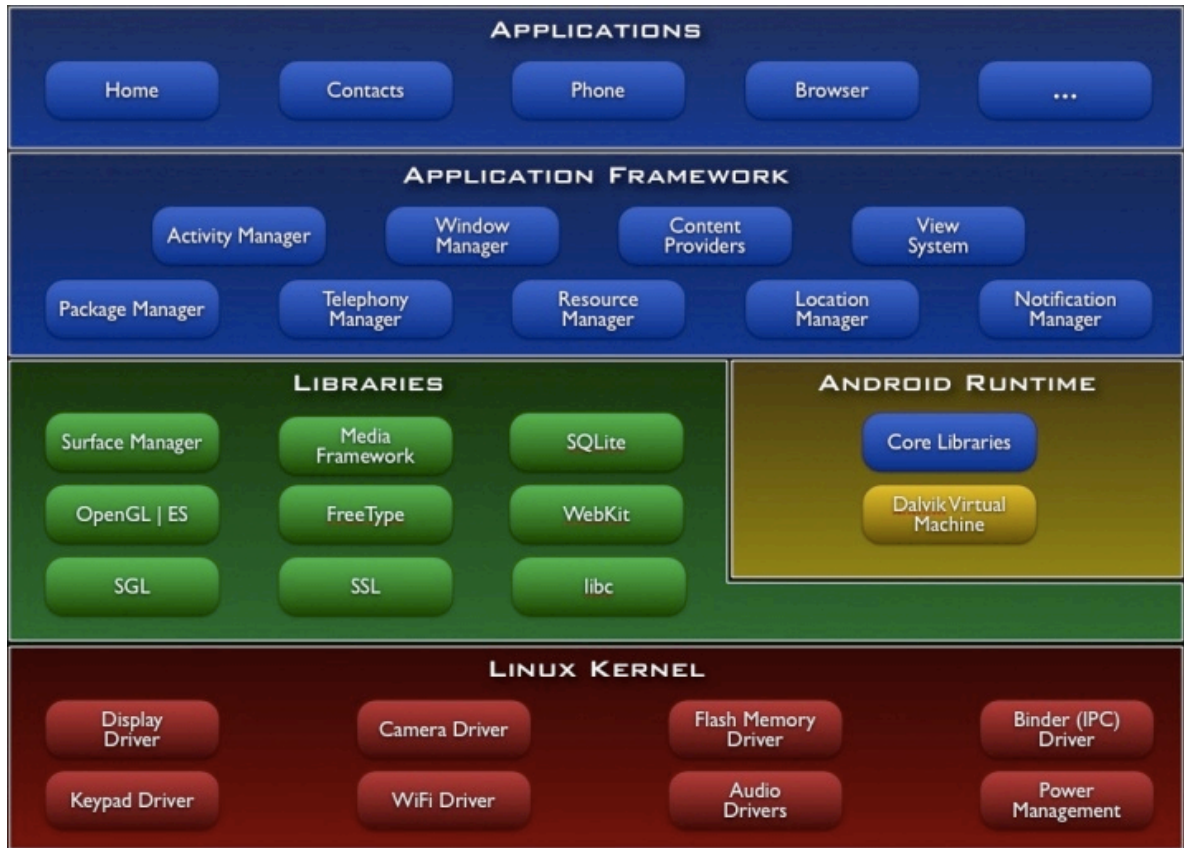 APPLICATIONS
Home
Contacts
Phone
Browser
...
APPLICATION FRAMEWORK
Activity Manager
Window
Manager
Content
Providers
View
System
Package Manager
Telephony
Manager
Resource
Manager
Location
Manager
Notification
Manager
LIBRARIES
Surface Manager
Media
Framework
SQLite
OpenGL | ES
FreeType
WebKit
SGL
SSL
libc
ANDROID RUNTIME
Core Libraries
Dalvik Virtual
Machine
LINUX KERNEL
Display
Driver
Camera Driver
Flash Memory
Driver
Binder (IPC)
Driver
Keypad Driver
WiFi Driver
Audio
Drivers
Power
Management